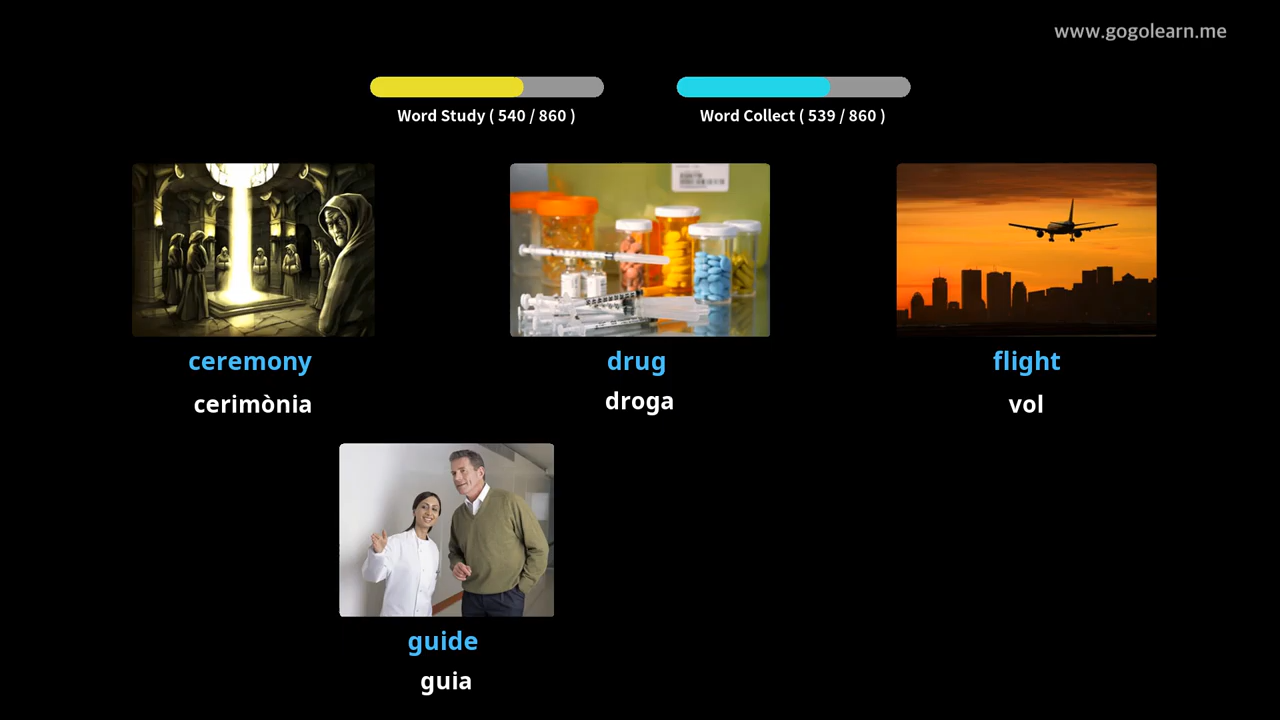 www.gogolearn.me
Word Study ( 540 / 860 )
Word Collect ( 539 / 860 )
ceremony
cerimònia
drug
droga
flight
vol
guide
guia